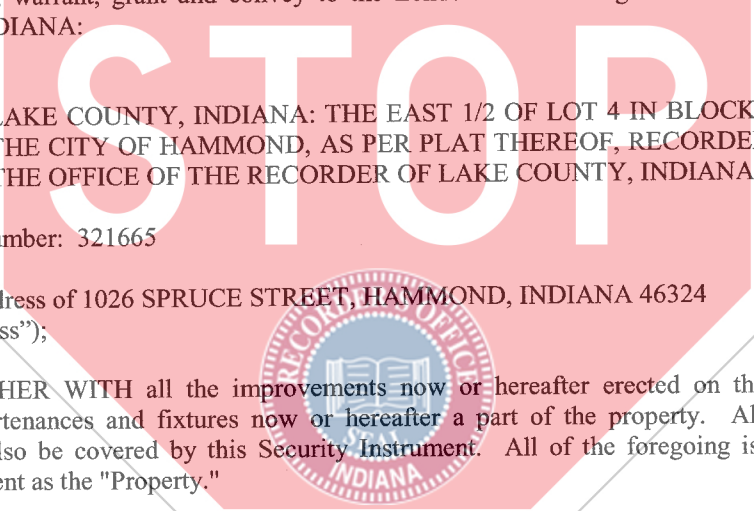 warrant, grant and convey to the
DIANA:
STOP
LAKE COUNTY, INDIANA: THE EAST 1/2 OF LOT 4 IN BLOCK
THE CITY OF HAMMOND, AS PER PLAT THEREOF, RECORDE
THE OFFICE OF THE RECORDER OF LAKE COUNTY, INDIANA
umber: 321665
dress of 1026 SPRUCE STREET, HAMMOND, INDIANA 46324
ss”);
HER WITH all the improvements now or hereafter erected on th
rtenances and fixtures now or hereafter a part of the property. Al
lso be covered by this Security Instrument. All of the foregoing is
ent as the "Property."
RECORDER'S OFFICE
SEAL
INDIANA